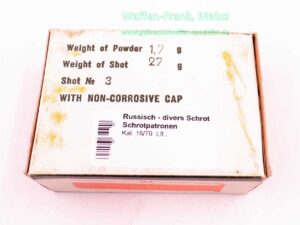 Waffen-Frank, Mainz
Weight of Powder 1,7 g
Weight of Shot 27 g
Shot № 3
WITH NON-CORROSIVE CAP
Russisch - divers Schrot
Schrotpatronen
Kal. 16/70